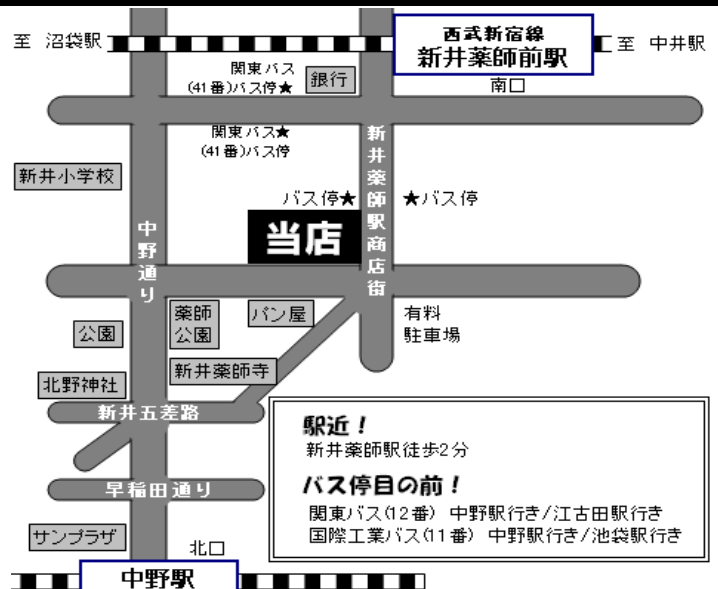 西武新宿線
新井薬師前駅
至 沼袋駅
至 中井駅
関東バス
(41番)バス停★
銀行
南口
関東バス★
(41番)バス停
新井薬師駅商店街
新井小学校
バス停★
★バス停
中野通り
当店
薬師
公園
パン屋
有料
駐車場
公園
新井薬師寺
北野神社
新井五差路
駅近！
新井薬師駅徒歩2分
バス停目の前！
関東バス(12番) 中野駅行き/江古田駅行き
国際工業バス(11番) 中野駅行き/池袋駅行き
早稲田通り
サンプラザ
北口
中野駅